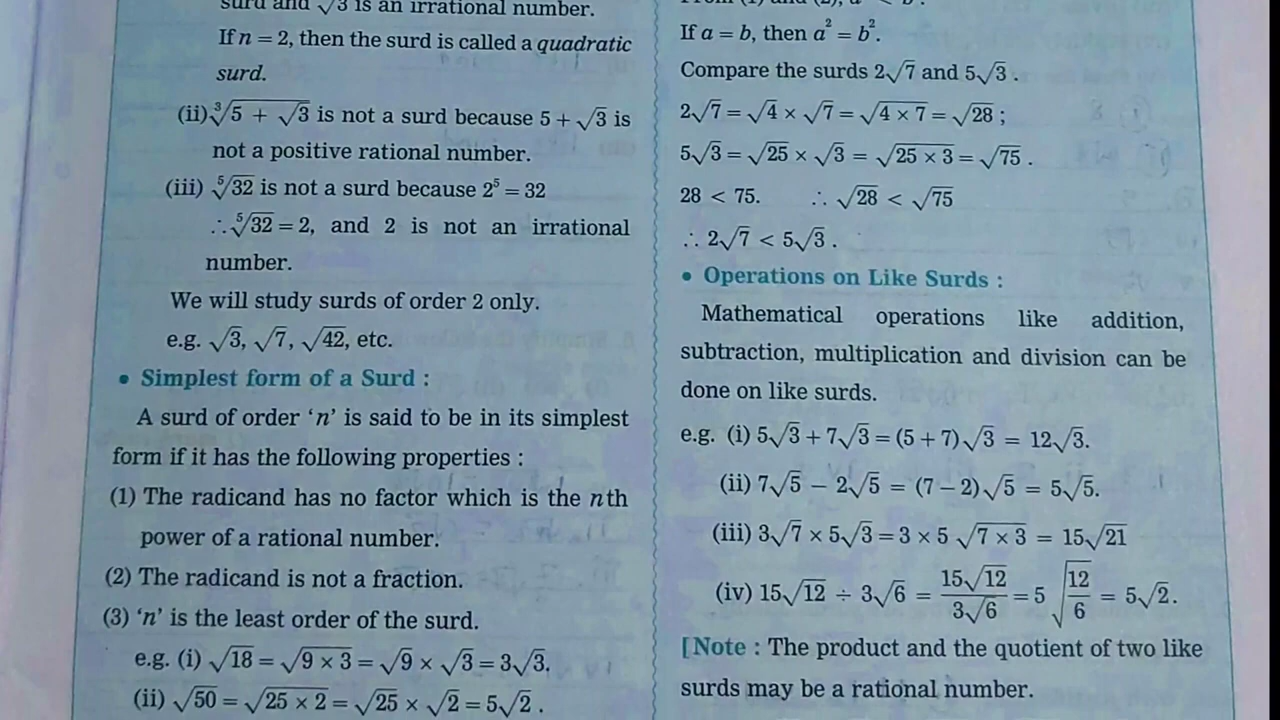 surd and √3 is an irrational number.
If n = 2, then the surd is called a quadratic
surd.
(ii) ∛(5 + √3) is not a surd because 5 + √3 is
not a positive rational number.
(iii) ⁵√32 is not a surd because 2⁵ = 32
∴ ⁵√32 = 2, and 2 is not an irrational
number.
We will study surds of order 2 only.
e.g. √3, √7, √42, etc.
• Simplest form of a Surd :
A surd of order ‘n’ is said to be in its simplest
form if it has the following properties :
(1) The radicand has no factor which is the nth
power of a rational number.
(2) The radicand is not a fraction.
(3) ‘n’ is the least order of the surd.
e.g. (i) √18 = √(9 × 3) = √9 × √3 = 3√3.
(ii) √50 = √(25 × 2) = √25 × √2 = 5√2.
If a = b, then a² = b².
Compare the surds 2√7 and 5√3.
2√7 = √4 × √7 = √(4 × 7) = √28 ;
5√3 = √25 × √3 = √(25 × 3) = √75.
28 < 75. ∴ √28 < √75
∴ 2√7 < 5√3.
• Operations on Like Surds :
Mathematical operations like addition,
subtraction, multiplication and division can be
done on like surds.
e.g. (i) 5√3 + 7√3 = (5 + 7)√3 = 12√3.
(ii) 7√5 − 2√5 = (7 − 2)√5 = 5√5.
(iii) 3√7 × 5√3 = 3 × 5 √(7 × 3) = 15√21
(iv) 15√12 ÷ 3√6 = 15√12/3√6 = 5 √(12/6) = 5√2.
[Note : The product and the quotient of two like
surds may be a rational number.